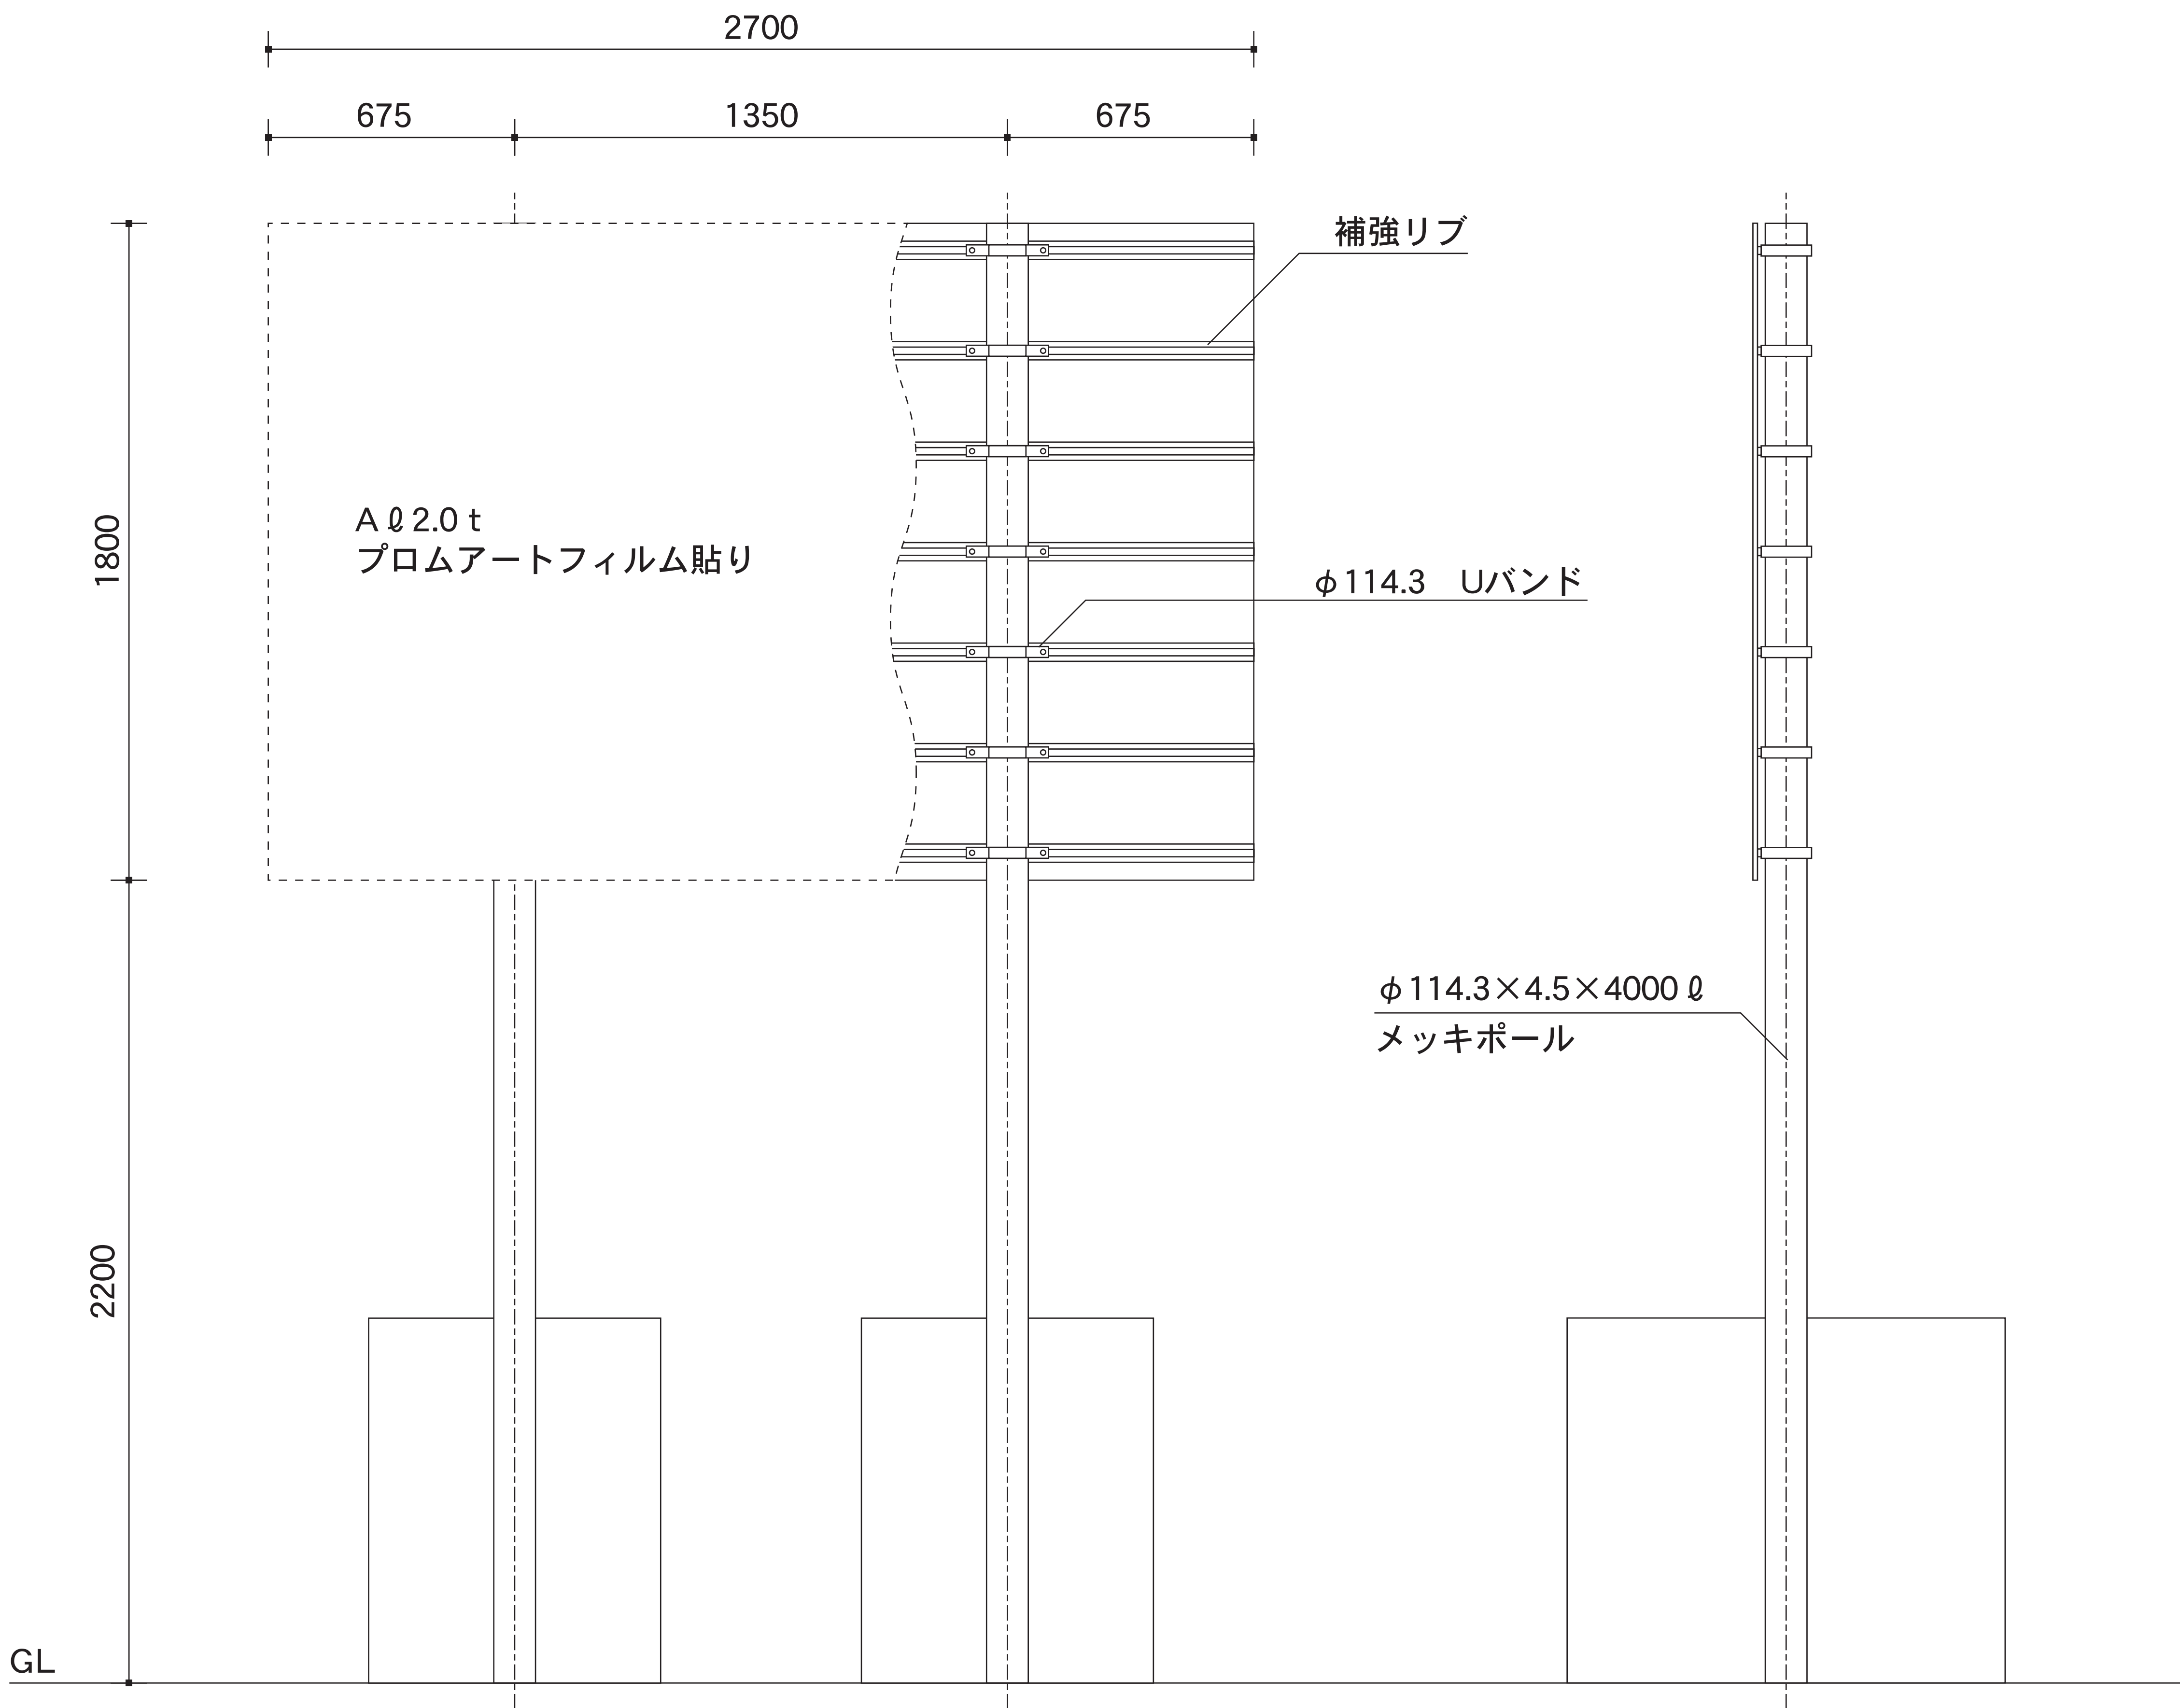 2700
675
1350
675
補強リブ
1800
Aℓ2.0t
プロムアートフィルム貼り
φ114.3　Uバンド
φ114.3×4.5×4000ℓ
メッキポール
2200
GL